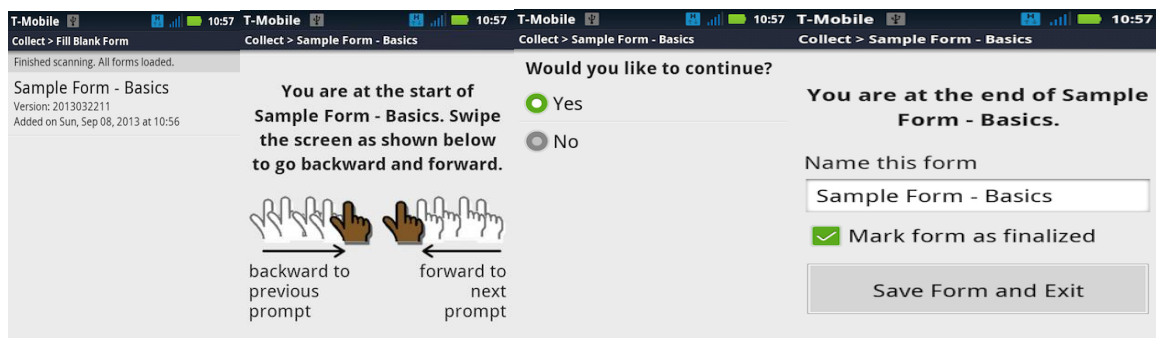 T-Mobile 10:57
Collect > Fill Blank Form
Finished scanning. All forms loaded.
Sample Form - Basics
Version: 2013032211
Added on Sun, Sep 08, 2013 at 10:56
T-Mobile 10:57
Collect > Sample Form - Basics
You are at the start of
Sample Form - Basics. Swipe
the screen as shown below
to go backward and forward.
backward to
previous
prompt
forward to
next
prompt
T-Mobile 10:57
Collect > Sample Form - Basics
Would you like to continue?
Yes
No
T-Mobile 10:57
Collect > Sample Form - Basics
You are at the end of Sample
Form - Basics.
Name this form
Sample Form - Basics
Mark form as finalized
Save Form and Exit